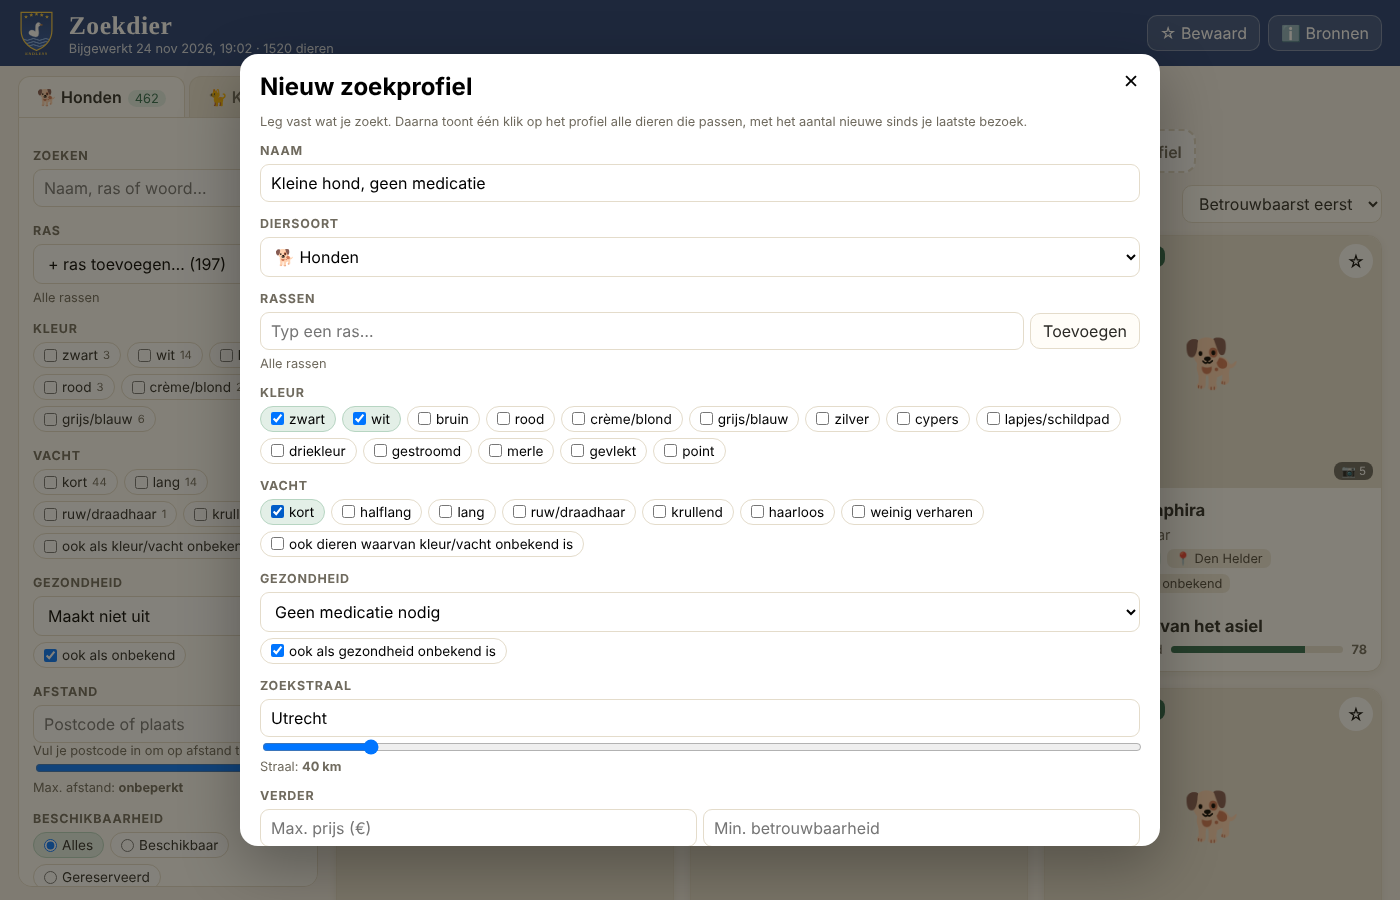 Zoekdier
Bijgewerkt 24 nov 2026, 19:02 · 1520 dieren
☆ Bewaard
Bronnen
Honden 462
K
ZOEKEN
Naam, ras of woord...
RAS
+ ras toevoegen... (197)
Alle rassen
KLEUR
zwart 3
wit 14
rood 3
crème/blond
grijs/blauw 6
VACHT
kort 44
lang 14
ruw/draadhaar 1
krull
ook als kleur/vacht onbeken
GEZONDHEID
Maakt niet uit
ook als onbekend
AFSTAND
Postcode of plaats
Vul je postcode in om op afstand t
Max. afstand: onbeperkt
BESCHIKBAARHEID
Alles
Beschikbaar
Gereserveerd
Nieuw zoekprofiel
Leg vast wat je zoekt. Daarna toont één klik op het profiel alle dieren die passen, met het aantal nieuwe sinds je laatste bezoek.
NAAM
Kleine hond, geen medicatie
DIERSOORT
Honden
RASSEN
Typ een ras...
Toevoegen
Alle rassen
KLEUR
zwart wit bruin rood crème/blond grijs/blauw zilver cypers lapjes/schildpad
driekleur gestroomd merle gevlekt point
VACHT
kort halflang lang ruw/draadhaar krullend haarloos weinig verharen
ook dieren waarvan kleur/vacht onbekend is
GEZONDHEID
Geen medicatie nodig
ook als gezondheid onbekend is
ZOEKSTRAAL
Utrecht
Straal: 40 km
VERDER
Max. prijs (€)
Min. betrouwbaarheid
fiel
Betrouwbaarst eerst
5
phira
ar
Den Helder
onbekend
van het asiel
78